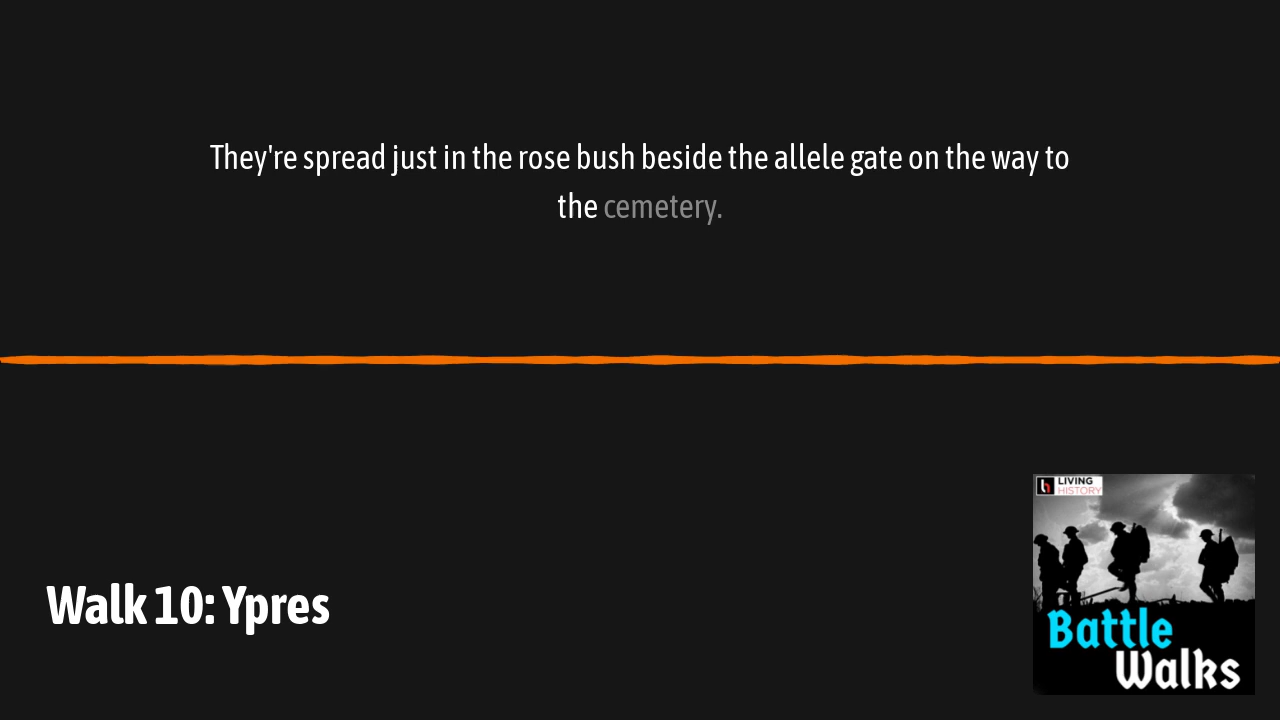 They're spread just in the rose bush beside the allele gate on the way to
the cemetery.
LIVING
HISTORY
Battle
Walks
Walk 10: Ypres